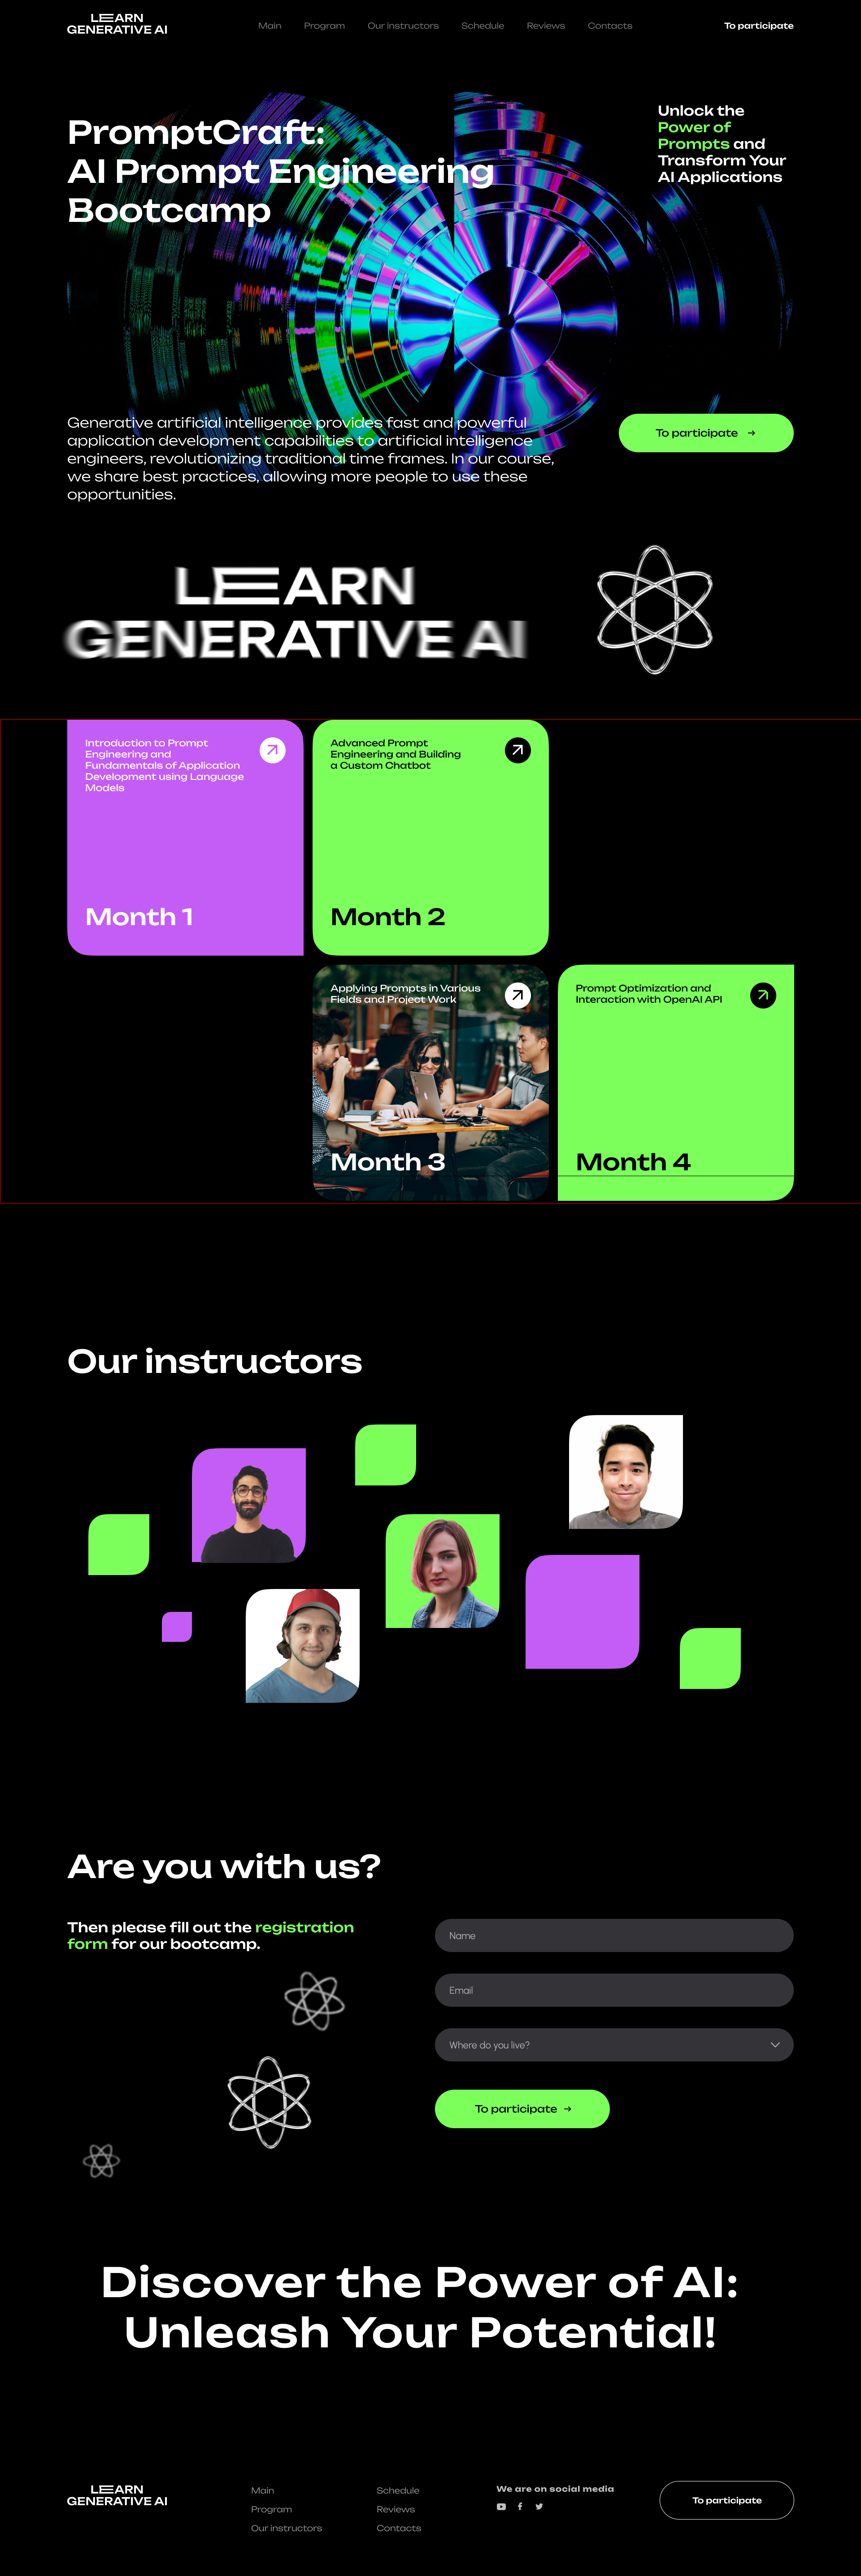 LEARN
GENERATIVE AI
Main
Program
Our instructors
Schedule
Reviews
Contacts
To participate
PromptCraft:
AI Prompt Engineering
Bootcamp
Unlock the
Power of
Prompts and
Transform Your
AI Applications
Generative artificial intelligence provides fast and powerful
application development capabilities to artificial intelligence
engineers, revolutionizing traditional time frames. In our course,
we share best practices, allowing more people to use these
opportunities.
To participate →
LEARN
GENERATIVE AI
Introduction to Prompt
Engineering and
Fundamentals of Application
Development using Language
Models
Month 1
Advanced Prompt
Engineering and Building
a Custom Chatbot
Month 2
Applying Prompts in Various
Fields and Project Work
Month 3
Prompt Optimization and
Interaction with OpenAI API
Month 4
Our instructors
Are you with us?
Then please fill out the registration
form for our bootcamp.
Name
Email
Where do you live?
To participate →
Discover the Power of AI:
Unleash Your Potential!
LEARN
GENERATIVE AI
Main
Program
Our instructors
Schedule
Reviews
Contacts
We are on social media
To participate